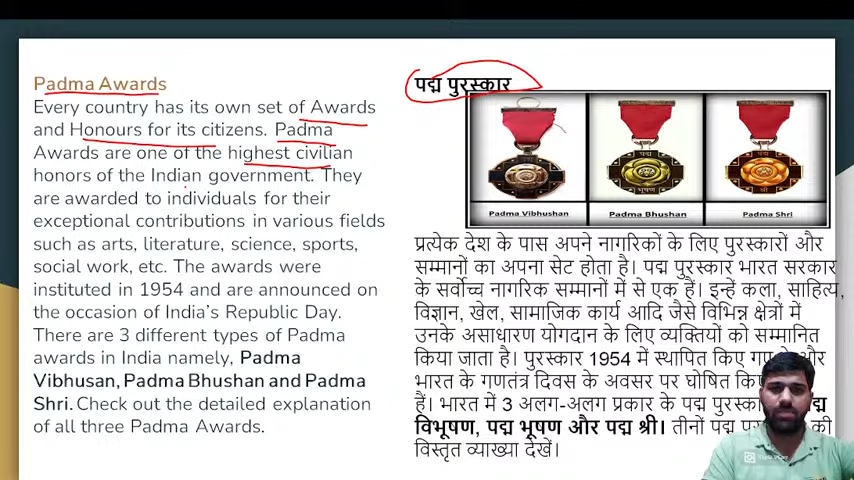 Padma Awards
Every country has its own set of Awards
and Honours for its citizens. Padma
Awards are one of the highest civilian
honors of the Indian government. They
are awarded to individuals for their
exceptional contributions in various fields
such as arts, literature, science, sports,
social work, etc. The awards were
instituted in 1954 and are announced on
the occasion of India's Republic Day.
There are 3 different types of Padma
awards in India namely, Padma
Vibhusan, Padma Bhushan and Padma
Shri. Check out the detailed explanation
of all three Padma Awards.
पद्म पुरस्कार
पद्म
भूषण
पद्म
श्री
Padma Vibhushan
Padma Bhushan
Padma Shri
प्रत्येक देश के पास अपने नागरिकों के लिए पुरस्कारों और
सम्मानों का अपना सेट होता है। पद्म पुरस्कार भारत सरकार
के सर्वोच्च नागरिक सम्मानों में से एक हैं। इन्हें कला, साहित्य,
विज्ञान, खेल, सामाजिक कार्य आदि जैसे विभिन्न क्षेत्रों में
उनके असाधारण योगदान के लिए व्यक्तियों को सम्मानित
किया जाता है। पुरस्कार 1954 में स्थापित किए और
भारत के गणतंत्र दिवस के अवसर पर घोषित
हैं। भारत में 3 अलग-अलग प्रकार के पद्म
विभूषण, पद्म भूषण और पद्म श्री। तीनों पद्म की
विस्तृत व्याख्या देखें।